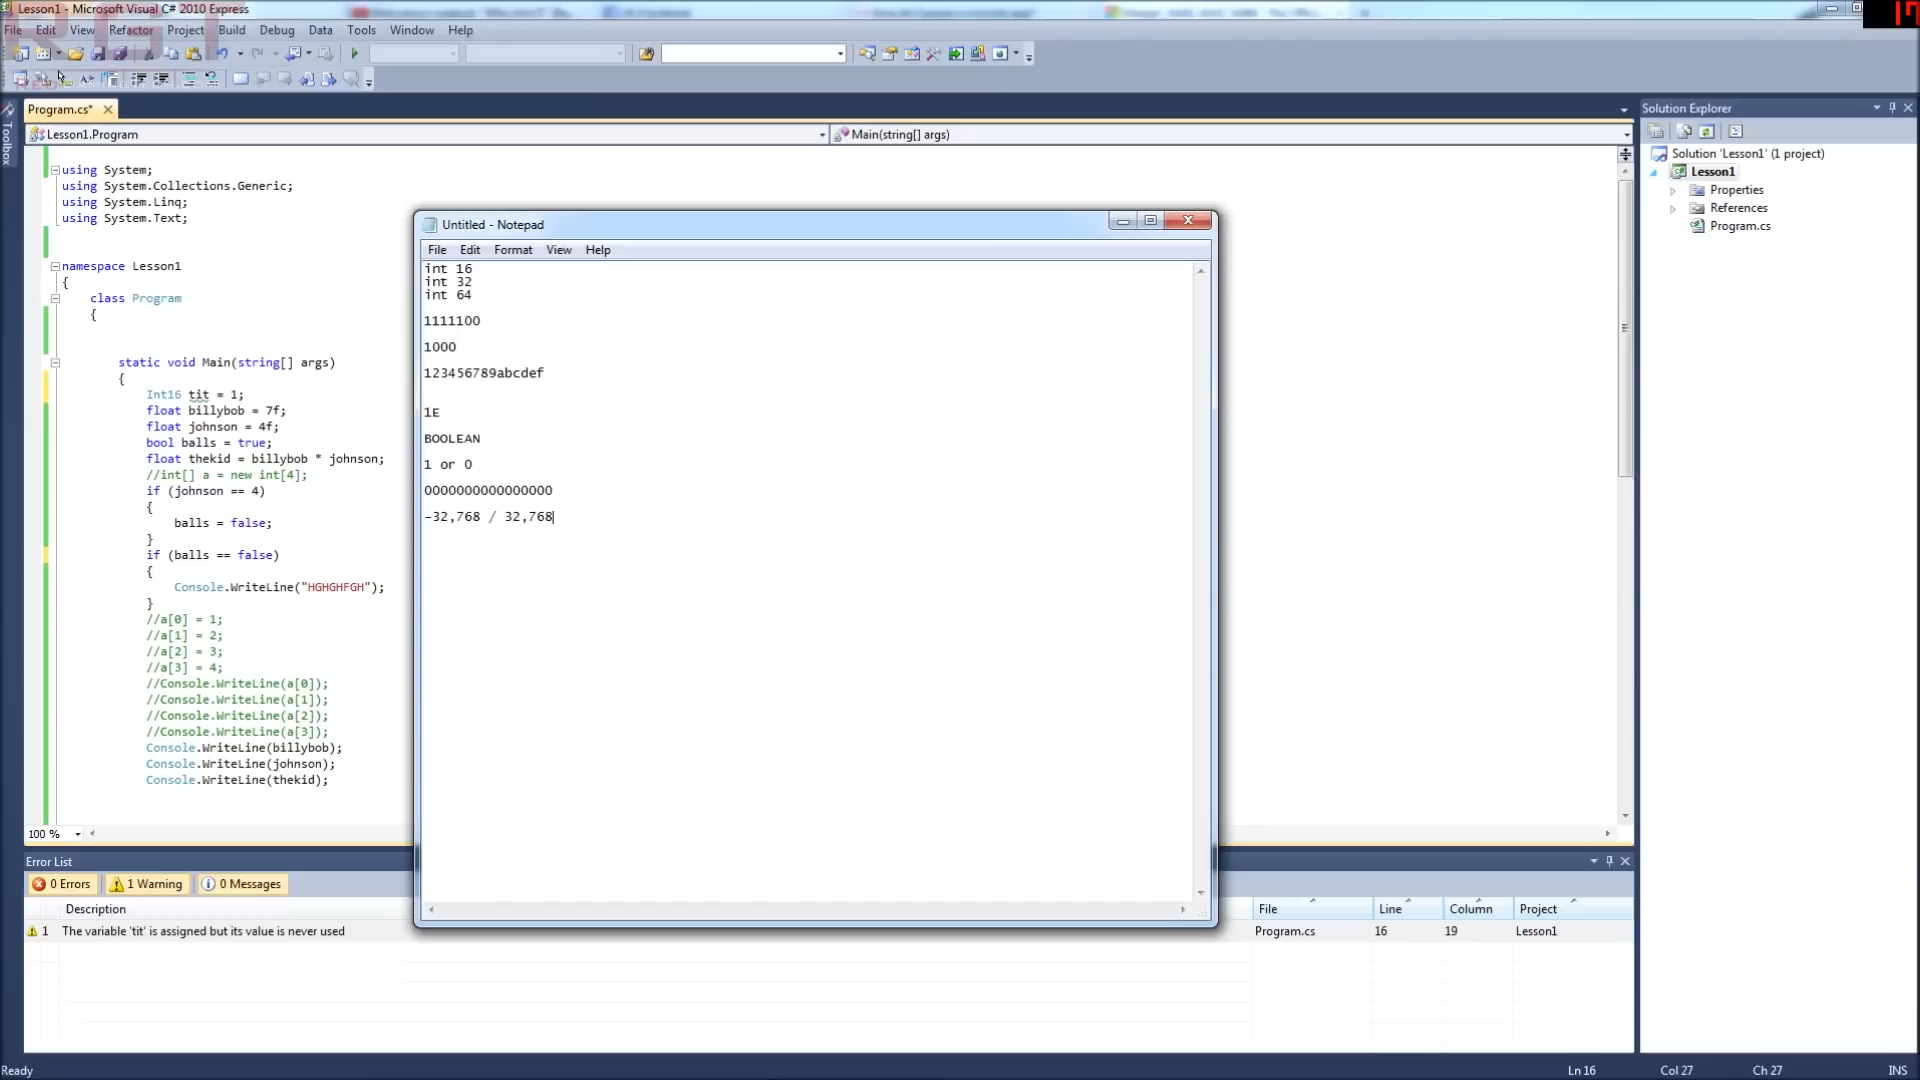 Lesson1 - Microsoft Visual C# 2010 Express
File Edit View Refactor Project Build Debug Data Tools Window Help
Toolbox
Program.cs*
Lesson1.Program
Main(string[] args)
using System;
using System.Collections.Generic;
using System.Linq;
using System.Text;
namespace Lesson1
{
class Program
{
static void Main(string[] args)
{
Int16 tit = 1;
float billybob = 7f;
float johnson = 4f;
bool balls = true;
float thekid = billybob * johnson;
//int[] a = new int[4];
if (johnson == 4)
{
balls = false;
}
if (balls == false)
{
Console.WriteLine("HGHGHFGH");
}
//a[0] = 1;
//a[1] = 2;
//a[2] = 3;
//a[3] = 4;
//Console.WriteLine(a[0]);
//Console.WriteLine(a[1]);
//Console.WriteLine(a[2]);
//Console.WriteLine(a[3]);
Console.WriteLine(billybob);
Console.WriteLine(johnson);
Console.WriteLine(thekid);
100 %
Untitled - Notepad
File Edit Format View Help
int 16
int 32
int 64
1111100
1000
123456789abcdef
1E
BOOLEAN
1 or 0
0000000000000000
-32,768 / 32,768
Solution Explorer
Solution 'Lesson1' (1 project)
Lesson1
Properties
References
Program.cs
Error List
0 Errors 1 Warning 0 Messages
Description File Line Column Project
1 The variable 'tit' is assigned but its value is never used Program.cs 16 19 Lesson1
Ready Ln 16 Col 27 Ch 27 INS